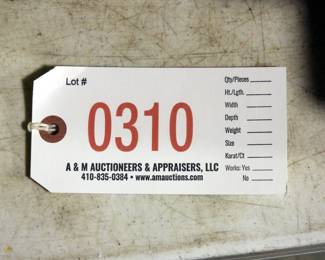 Lot #
0310
A & M AUCTIONEERS & APPRAISERS, LLC
410-835-0384 • www.amauctions.com
Qty/Pieces
Ht./Lgth.
Width
Depth
Weight
Size
Karat/Ct
Works: Yes
No